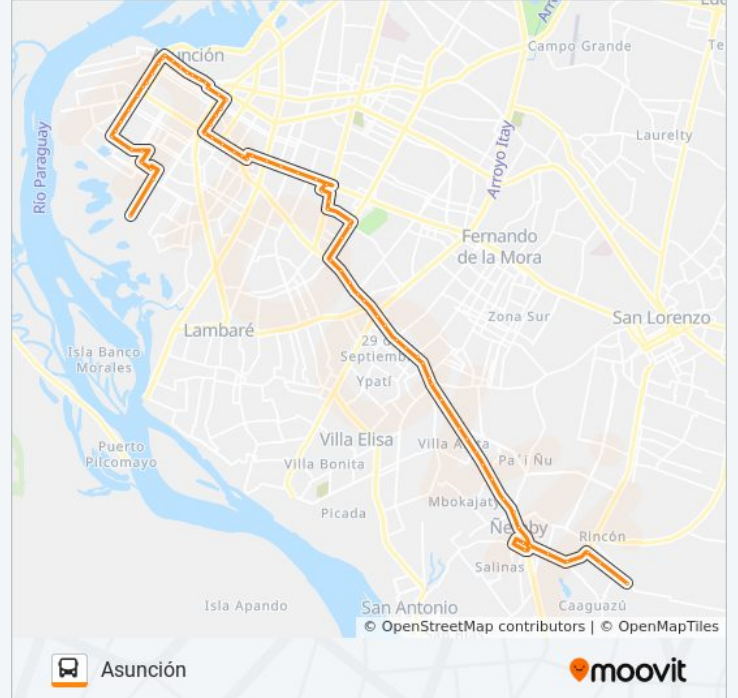 Asunción
Campo Grande
Laurelty
Arroyo Itay
Río Paraguay
Fernando
de la Mora
San Lorenzo
Zona Sur
Lambaré
Isla Banco
Morales
Ypatí
Villa Elisa
Puerto
Pilcomayo
Villa Bonita
Pa´i Ñu
Picada
Rincón
Salinas
Isla Apando
San Antonio
Caaguazú
© OpenStreetMap contributors | © OpenMapTiles
Asunción
moovit